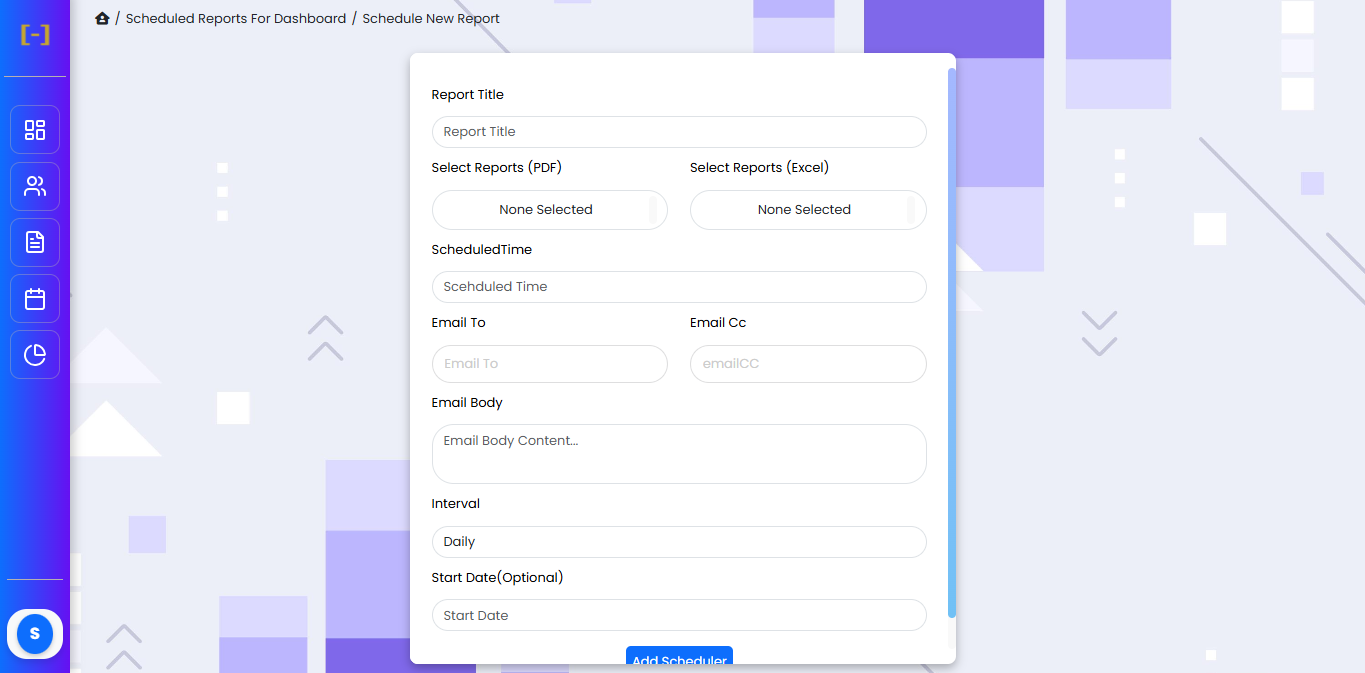 [-]
/ Scheduled Reports For Dashboard / Schedule New Report
Report Title
Report Title
Select Reports (PDF) Select Reports (Excel)
None Selected None Selected
ScheduledTime
Scehduled Time
Email To Email Cc
Email To emailCC
Email Body
Email Body Content...
Interval
Daily
Start Date(Optional)
Start Date
Add Scheduler
S